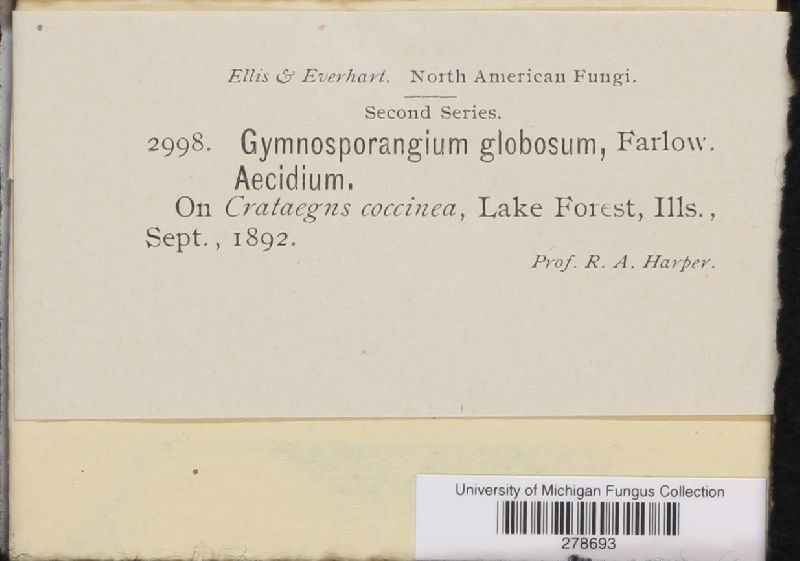 Ellis & Everhart. North American Fungi.
Second Series.
2998. Gymnosporangium globosum, Farlow.
Aecidium.
On Crataegns coccinea, Lake Forest, Ills.,
Sept., 1892.
Prof. R. A. Harper.
University of Michigan Fungus Collection
278693